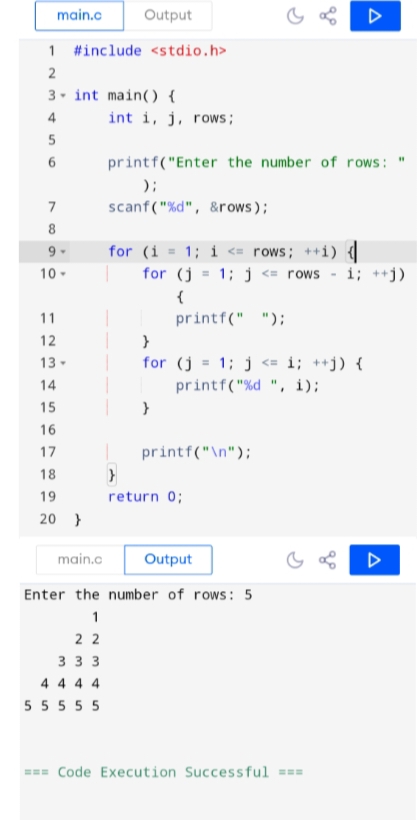 main.c Output
1 #include <stdio.h>
2
3 int main() {
4     int i, j, rows;
5
6     printf("Enter the number of rows: "
        );
7     scanf("%d", &rows);
8
9     for (i = 1; i <= rows; ++i) {
10         for (j = 1; j <= rows - i; ++j)
            {
11             printf("  ");
12         }
13         for (j = 1; j <= i; ++j) {
14             printf("%d ", i);
15         }
16
17         printf("\n");
18     }
19     return 0;
20 }
main.c Output
Enter the number of rows: 5
        1
      2 2
    3 3 3
  4 4 4 4
5 5 5 5 5
=== Code Execution Successful ===